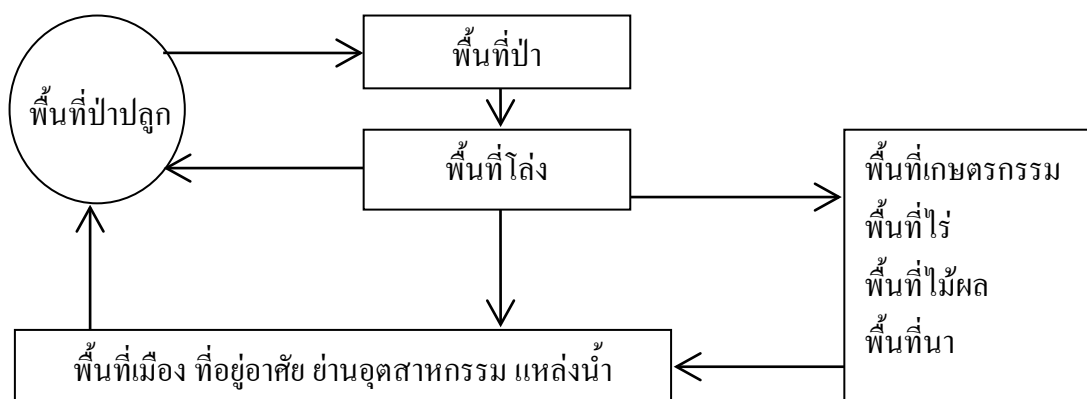 พื้นที่ป่า
พื้นที่ป่าปลูก
พื้นที่โล่ง
พื้นที่เกษตรกรรม
พื้นที่ไร่
พื้นที่ไม้ผล
พื้นที่นา
พื้นที่เมือง ที่อยู่อาศัย ย่านอุตสาหกรรม แหล่งน้ำ